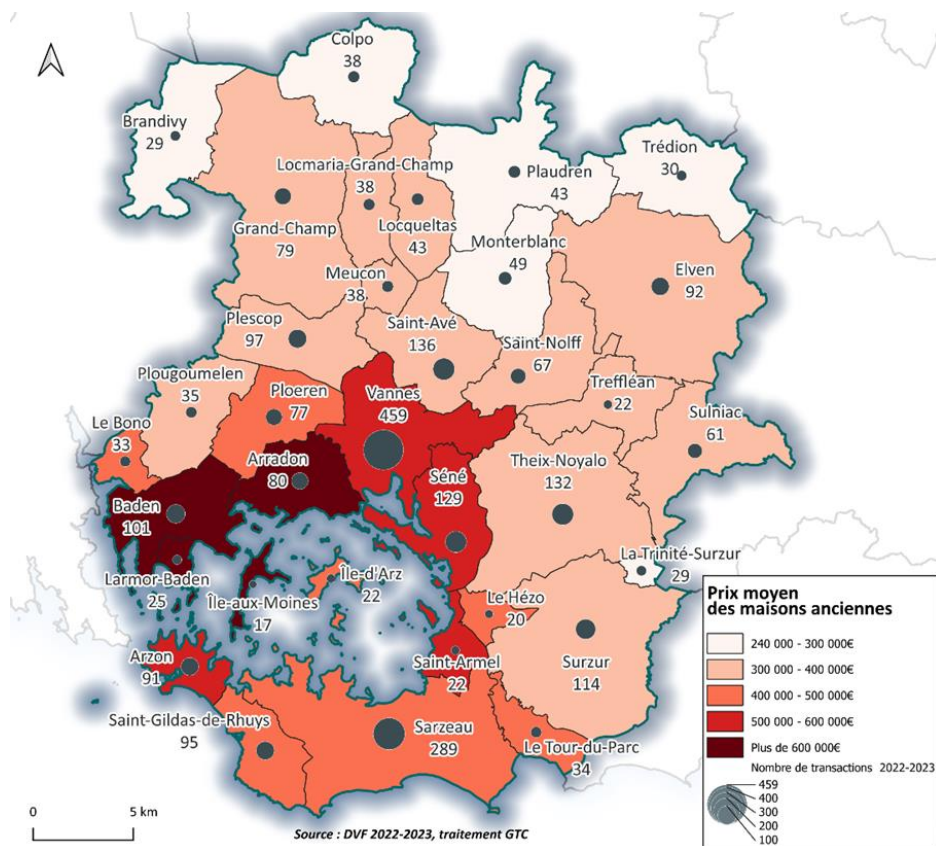 Colpo
38
Brandivy
29
Trédion
30
Locmaria-Grand-Champ
38
Plaudren
43
Grand-Champ
79
Locqueltas
43
Monterblanc
49
Elven
92
Meucon
38
Plescop
97
Saint-Avé
136
Saint-Nolff
67
Plougoumelen
35
Ploeren
77
Vannes
459
Treffléan
22
Sulniac
61
Le Bono
33
Arradon
80
Séné
129
Theix-Noyalo
132
Baden
101
La Trinité-Surzur
29
Larmor-Baden
25
Île-aux-Moines
17
Île-d'Arz
22
Le Hézo
20
Arzon
91
Saint-Armel
22
Surzur
114
Saint-Gildas-de-Rhuys
95
Sarzeau
289
Le Tour-du-Parc
34
Prix moyen
des maisons anciennes
240 000 - 300 000€
300 000 - 400 000€
400 000 - 500 000€
500 000 - 600 000€
Plus de 600 000€
Nombre de transactions 2022-2023
459
400
300
200
100
0 5 km
Source : DVF 2022-2023, traitement GTC